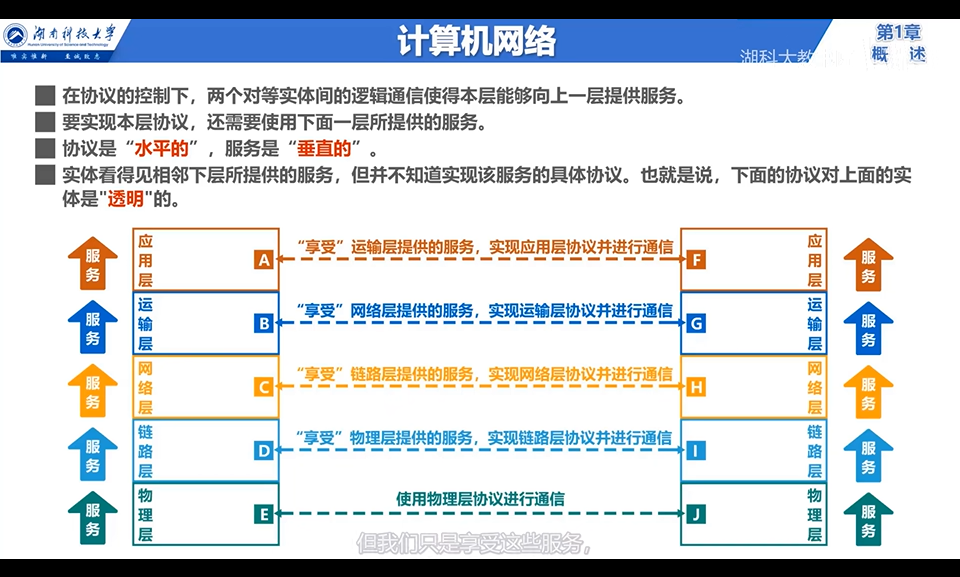 湖南科技大学
Hunan University of Science and Technology
唯实惟新 至诚致志
计算机网络
第1章
概 述
湖科大教
在协议的控制下，两个对等实体间的逻辑通信使得本层能够向上一层提供服务。
要实现本层协议，还需要使用下面一层所提供的服务。
协议是“水平的”，服务是“垂直的”。
实体看得见相邻下层所提供的服务，但并不知道实现该服务的具体协议。也就是说，下面的协议对上面的实
体是"透明"的。
服务 应用层 A “享受”运输层提供的服务，实现应用层协议并进行通信 F 应用层 服务
服务 运输层 B “享受”网络层提供的服务，实现运输层协议并进行通信 G 运输层 服务
服务 网络层 C “享受”链路层提供的服务，实现网络层协议并进行通信 H 网络层 服务
服务 链路层 D “享受”物理层提供的服务，实现链路层协议并进行通信 I 链路层 服务
服务 物理层 E 使用物理层协议进行通信 J 物理层 服务
但我们只是享受这些服务，